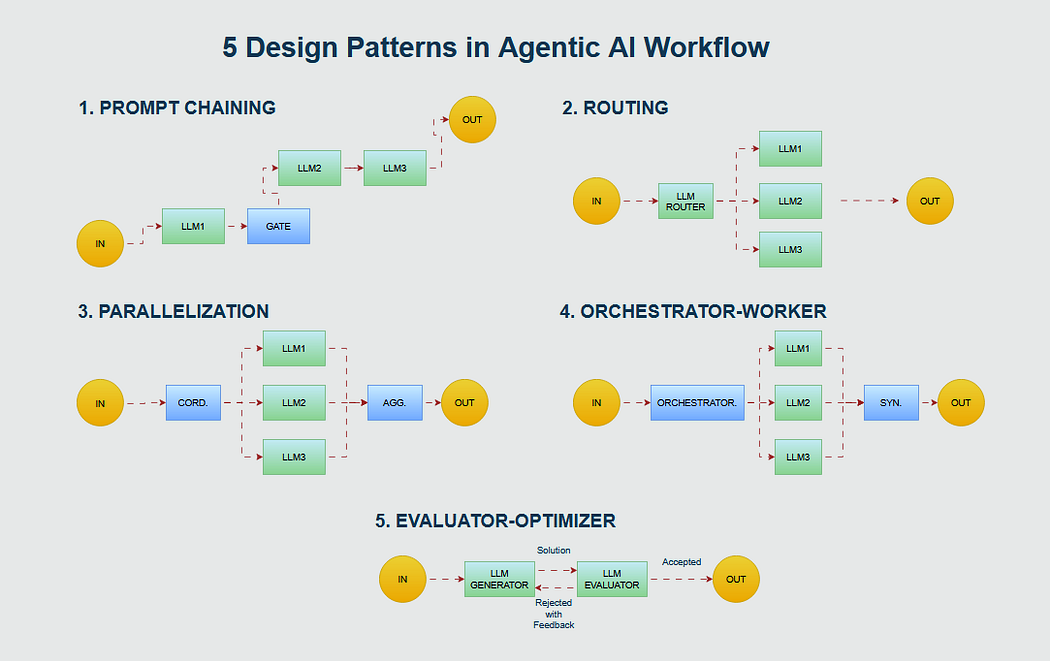 5 Design Patterns in Agentic AI Workflow
1. PROMPT CHAINING
OUT
LLM2
LLM3
LLM1
GATE
IN
2. ROUTING
LLM1
IN
LLM
ROUTER
LLM2
OUT
LLM3
3. PARALLELIZATION
LLM1
IN
CORD.
LLM2
AGG.
OUT
LLM3
4. ORCHESTRATOR-WORKER
LLM1
IN
ORCHESTRATOR.
LLM2
SYN.
OUT
LLM3
5. EVALUATOR-OPTIMIZER
Solution
Accepted
IN
LLM
GENERATOR
LLM
EVALUATOR
OUT
Rejected
with
Feedback